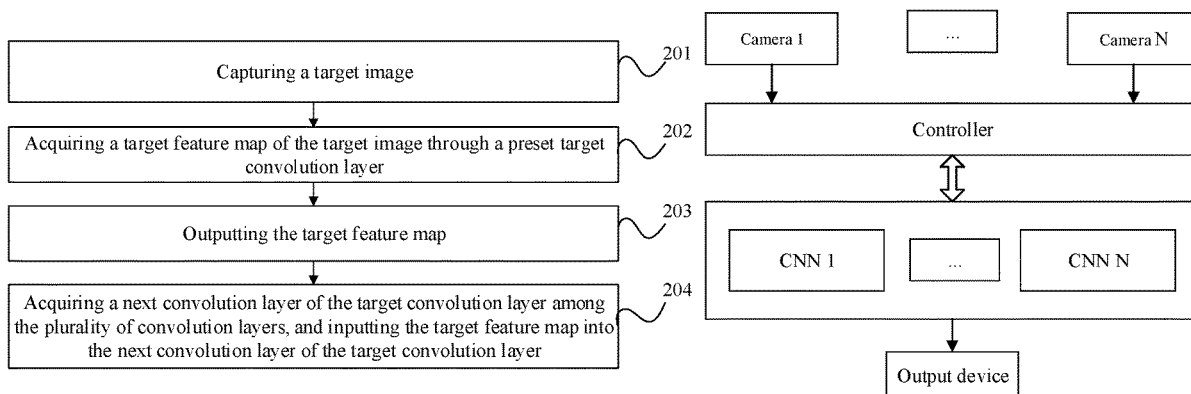 Capturing a target image
201
Acquiring a target feature map of the target image through a preset target
convolution layer
202
Outputting the target feature map
203
Acquiring a next convolution layer of the target convolution layer among
the plurality of convolution layers, and inputting the target feature map into
the next convolution layer of the target convolution layer
204
Camera 1
...
Camera N
Controller
CNN 1
...
CNN N
Output device